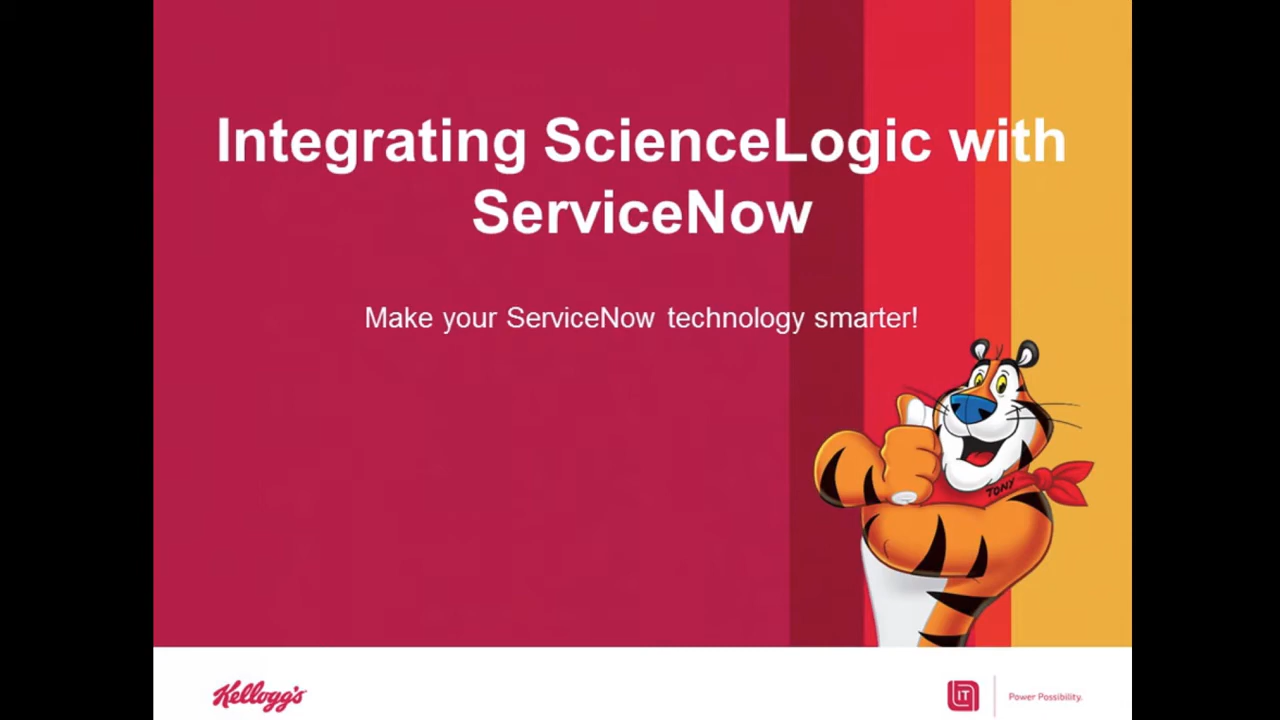 Integrating ScienceLogic with
ServiceNow
Make your ServiceNow technology smarter!
TONY
Kellogg's
IT
Power Possibility.